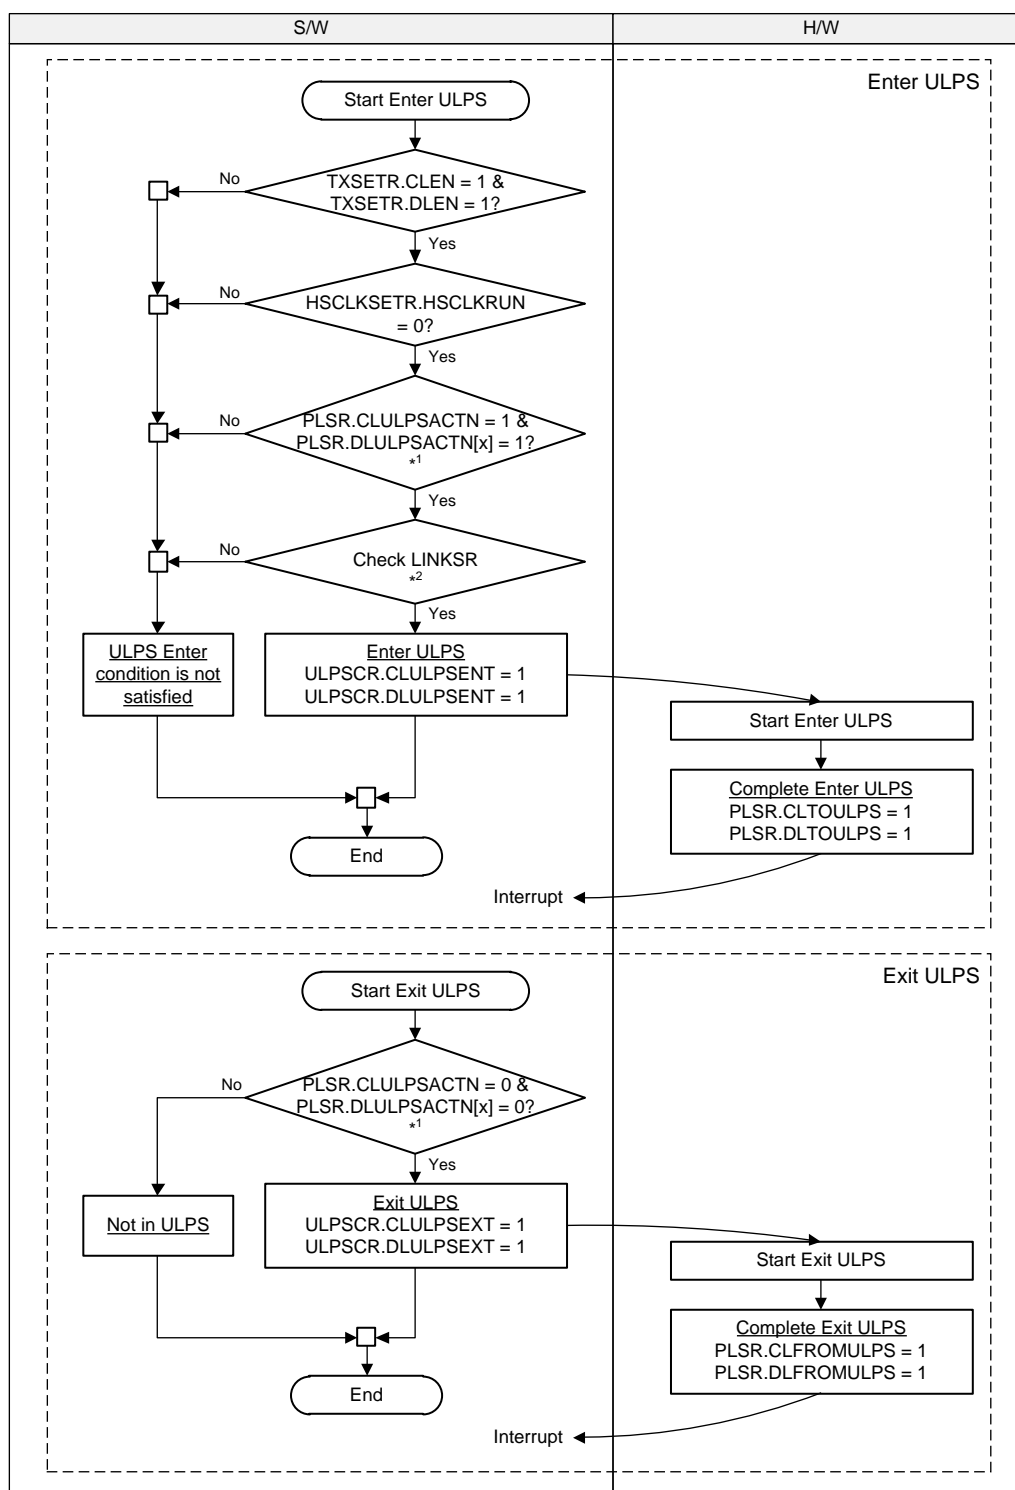 S/W
H/W
Enter ULPS
Start Enter ULPS
No
TXSETR.CLEN = 1 &
TXSETR.DLEN = 1?
Yes
No
HSCLKSETR.HSCLKRUN
= 0?
Yes
No
PLSR.CLULPSACTN = 1 &
PLSR.DLULPSACTN[x] = 1?
*1
Yes
No
Check LINKSR
*2
Yes
ULPS Enter
condition is not
satisfied
Enter ULPS
ULPSCR.CLULPSENT = 1
ULPSCR.DLULPSENT = 1
Start Enter ULPS
Complete Enter ULPS
PLSR.CLTOULPS = 1
PLSR.DLTOULPS = 1
End
Interrupt
Exit ULPS
Start Exit ULPS
No
PLSR.CLULPSACTN = 0 &
PLSR.DLULPSACTN[x] = 0?
*1
Yes
Not in ULPS
Exit ULPS
ULPSCR.CLULPSEXT = 1
ULPSCR.DLULPSEXT = 1
Start Exit ULPS
Complete Exit ULPS
PLSR.CLFROMULPS = 1
PLSR.DLFROMULPS = 1
End
Interrupt